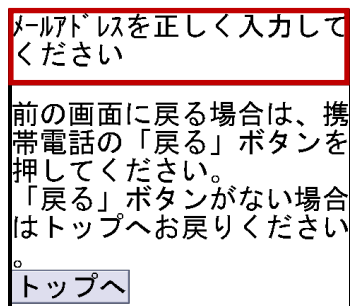 ﾒｰﾙｱﾄﾞﾚｽを正しく入力して
ください
前の画面に戻る場合は、携
帯電話の「戻る」ボタンを
押してください。
「戻る」ボタンがない場合
はトップへお戻りください
。
トップへ